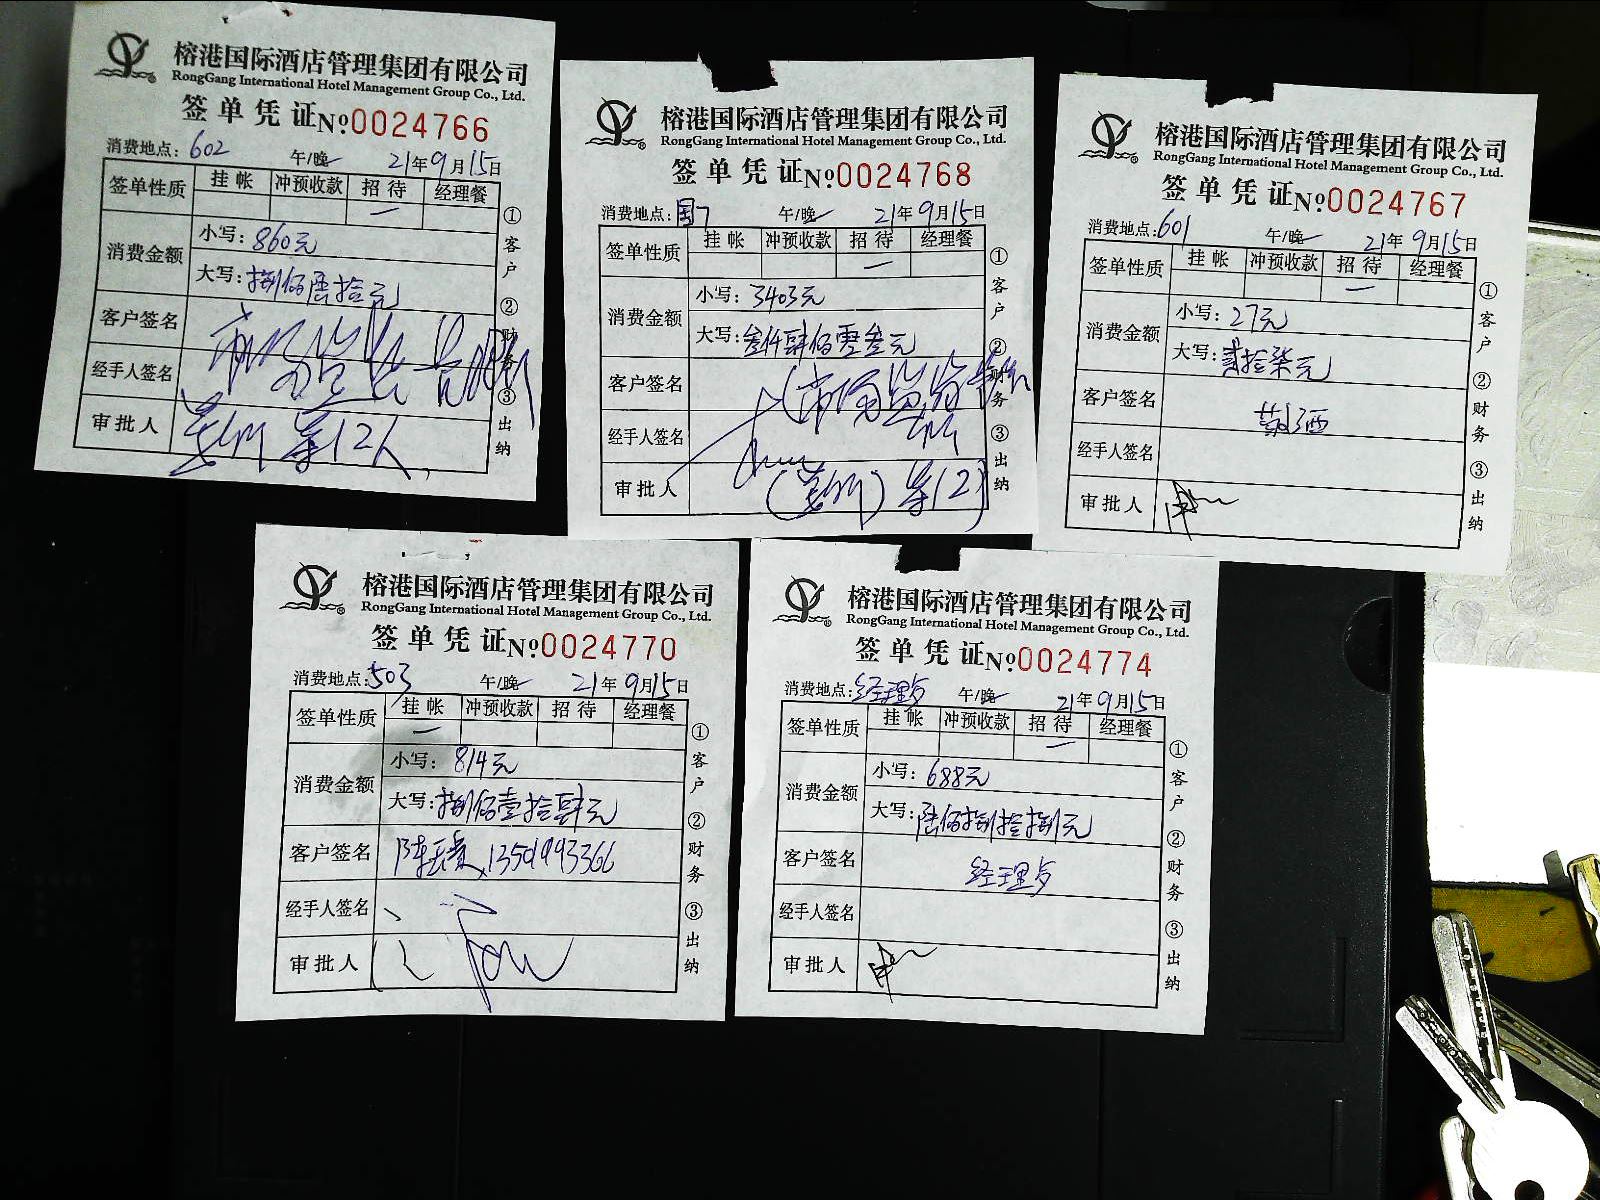 榕港国际酒店管理集团有限公司
RongGang International Hotel Management Group Co., Ltd.
签单凭证№0024766
消费地点: 602 午/晚 21年9月15日
签单性质 挂帐 冲预收款 招待 经理餐
消费金额
小写: 860元
大写: 捌佰陆拾元
客户签名
经手人签名
审批人
①客户 ②财务 ③出纳
榕港国际酒店管理集团有限公司
RongGang International Hotel Management Group Co., Ltd.
签单凭证№0024768
消费地点: 午/晚 21年9月15日
签单性质 挂帐 冲预收款 招待 经理餐
消费金额
小写: 3403元
大写: 叁仟肆佰零叁元
客户签名
经手人签名
审批人
①客户 ②财务 ③出纳
榕港国际酒店管理集团有限公司
RongGang International Hotel Management Group Co., Ltd.
签单凭证№0024767
消费地点: 601 午/晚 21年9月15日
签单性质 挂帐 冲预收款 招待 经理餐
消费金额
小写: 27元
大写: 贰拾柒元
客户签名
经手人签名
审批人
①客户 ②财务 ③出纳
榕港国际酒店管理集团有限公司
RongGang International Hotel Management Group Co., Ltd.
签单凭证№0024770
消费地点: 503 午/晚 21年9月15日
签单性质 挂帐 冲预收款 招待 经理餐
消费金额
小写: 814元
大写: 捌佰壹拾肆元
客户签名 13501993366
经手人签名
审批人
①客户 ②财务 ③出纳
榕港国际酒店管理集团有限公司
RongGang International Hotel Management Group Co., Ltd.
签单凭证№0024774
消费地点: 经理 午/晚 21年9月15日
签单性质 挂帐 冲预收款 招待 经理餐
消费金额
小写: 688元
大写: 陆佰捌拾捌元
客户签名 经理
经手人签名
审批人
①客户 ②财务 ③出纳